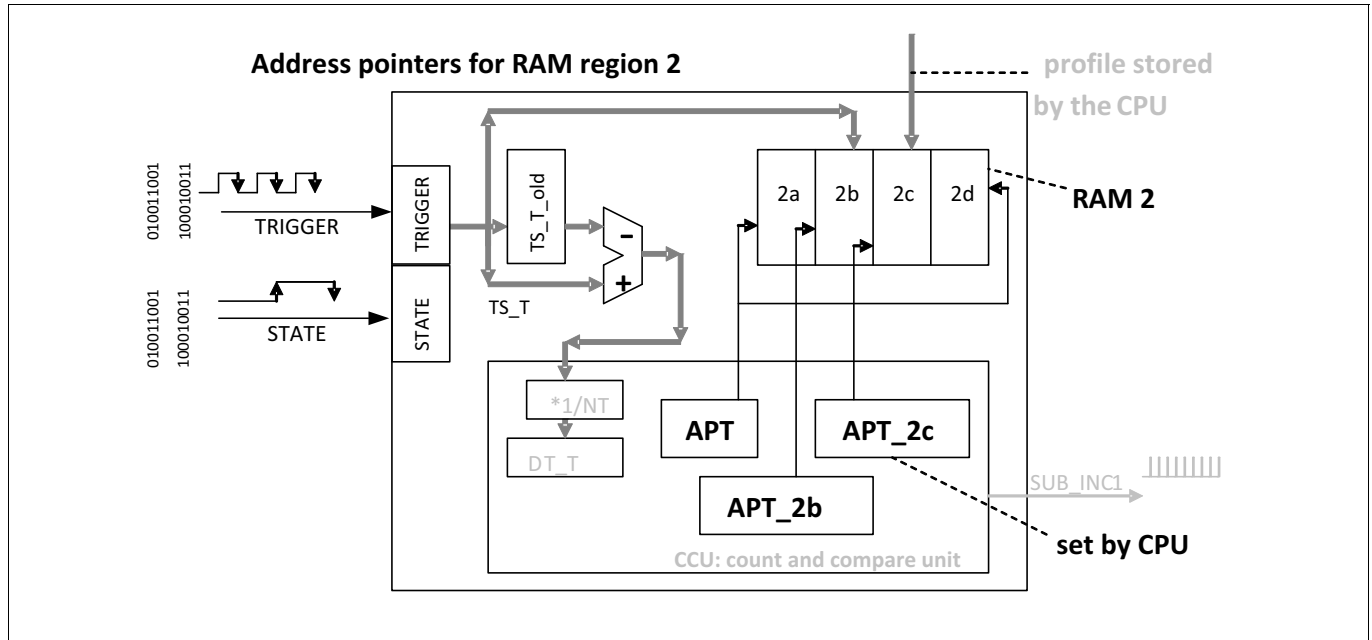 Address pointers for RAM region 2
profile stored
by the CPU
010011001
100010011
TRIGGER
TRIGGER
TS_T_old
-
+
TS_T
2a
2b
2c
2d
RAM 2
010011001
100010011
STATE
STATE
*1/NT
DT_T
APT
APT_2c
APT_2b
SUB_INC1
set by CPU
CCU: count and compare unit